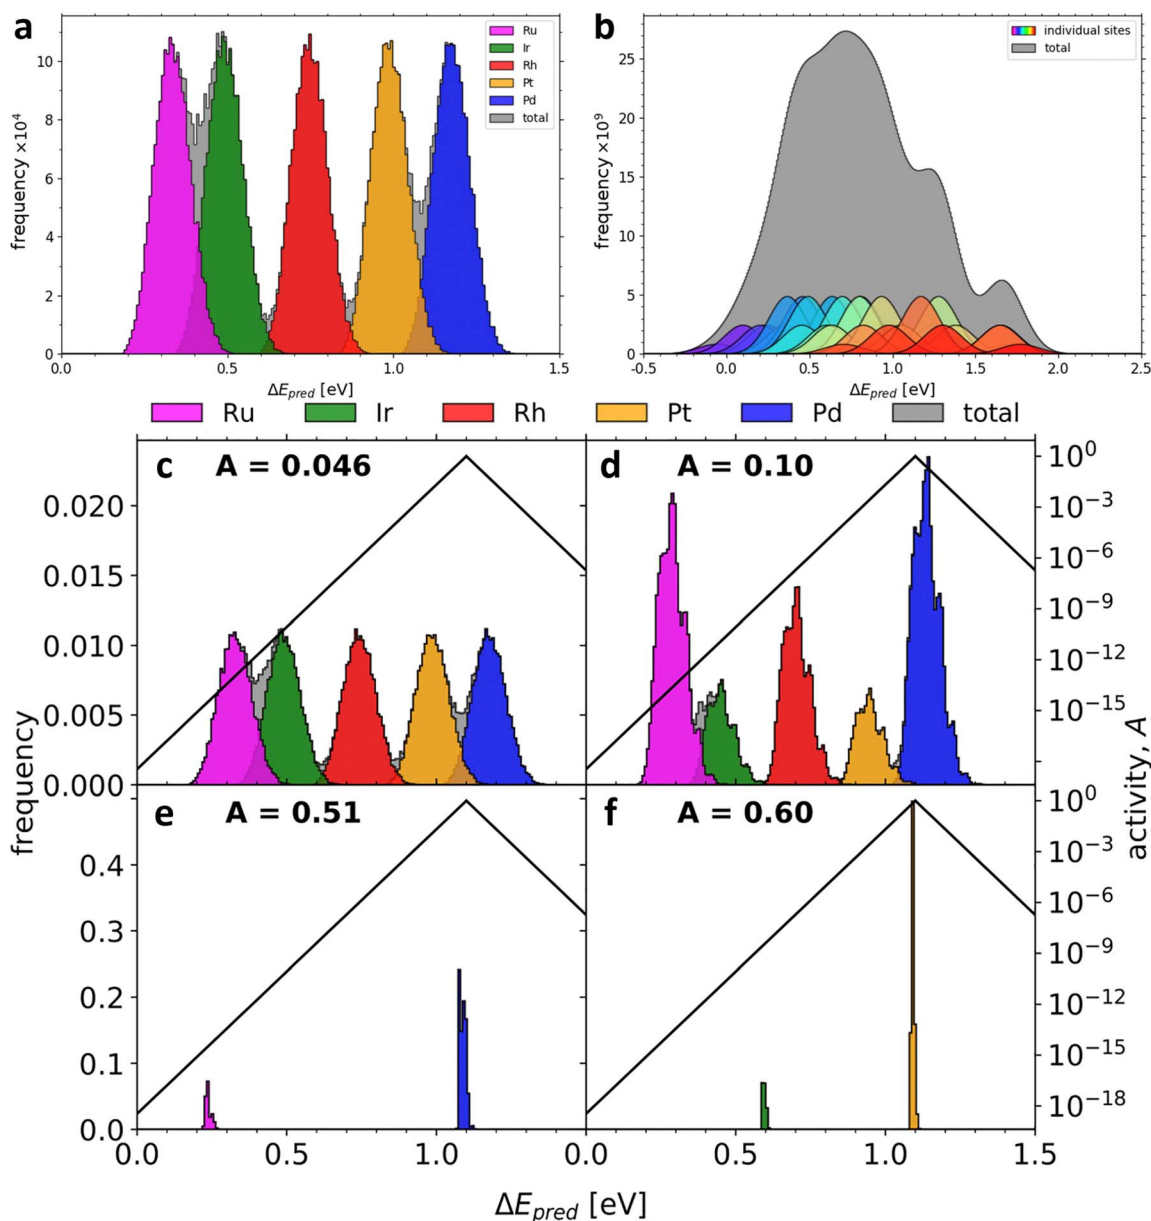 a
Ru
Ir
Rh
Pt
Pd
total
frequency ×10⁴
10
8
6
4
2
0
0.0 0.5 1.0 1.5
ΔE_pred [eV]
b
individual sites
total
frequency ×10⁹
25
20
15
10
5
0
-0.5 0.0 0.5 1.0 1.5 2.0 2.5
ΔE_pred [eV]
Ru Ir Rh Pt Pd total
c A = 0.046
d A = 0.10
0.020
0.015
0.010
0.005
0.000
10⁰
10⁻³
10⁻⁶
10⁻⁹
10⁻¹²
10⁻¹⁵
frequency
activity, A
e A = 0.51
f A = 0.60
0.4
0.3
0.2
0.1
0.0
10⁰
10⁻³
10⁻⁶
10⁻⁹
10⁻¹²
10⁻¹⁵
10⁻¹⁸
0.0 0.5 1.0 0.0 0.5 1.0 1.5
ΔE_pred [eV]